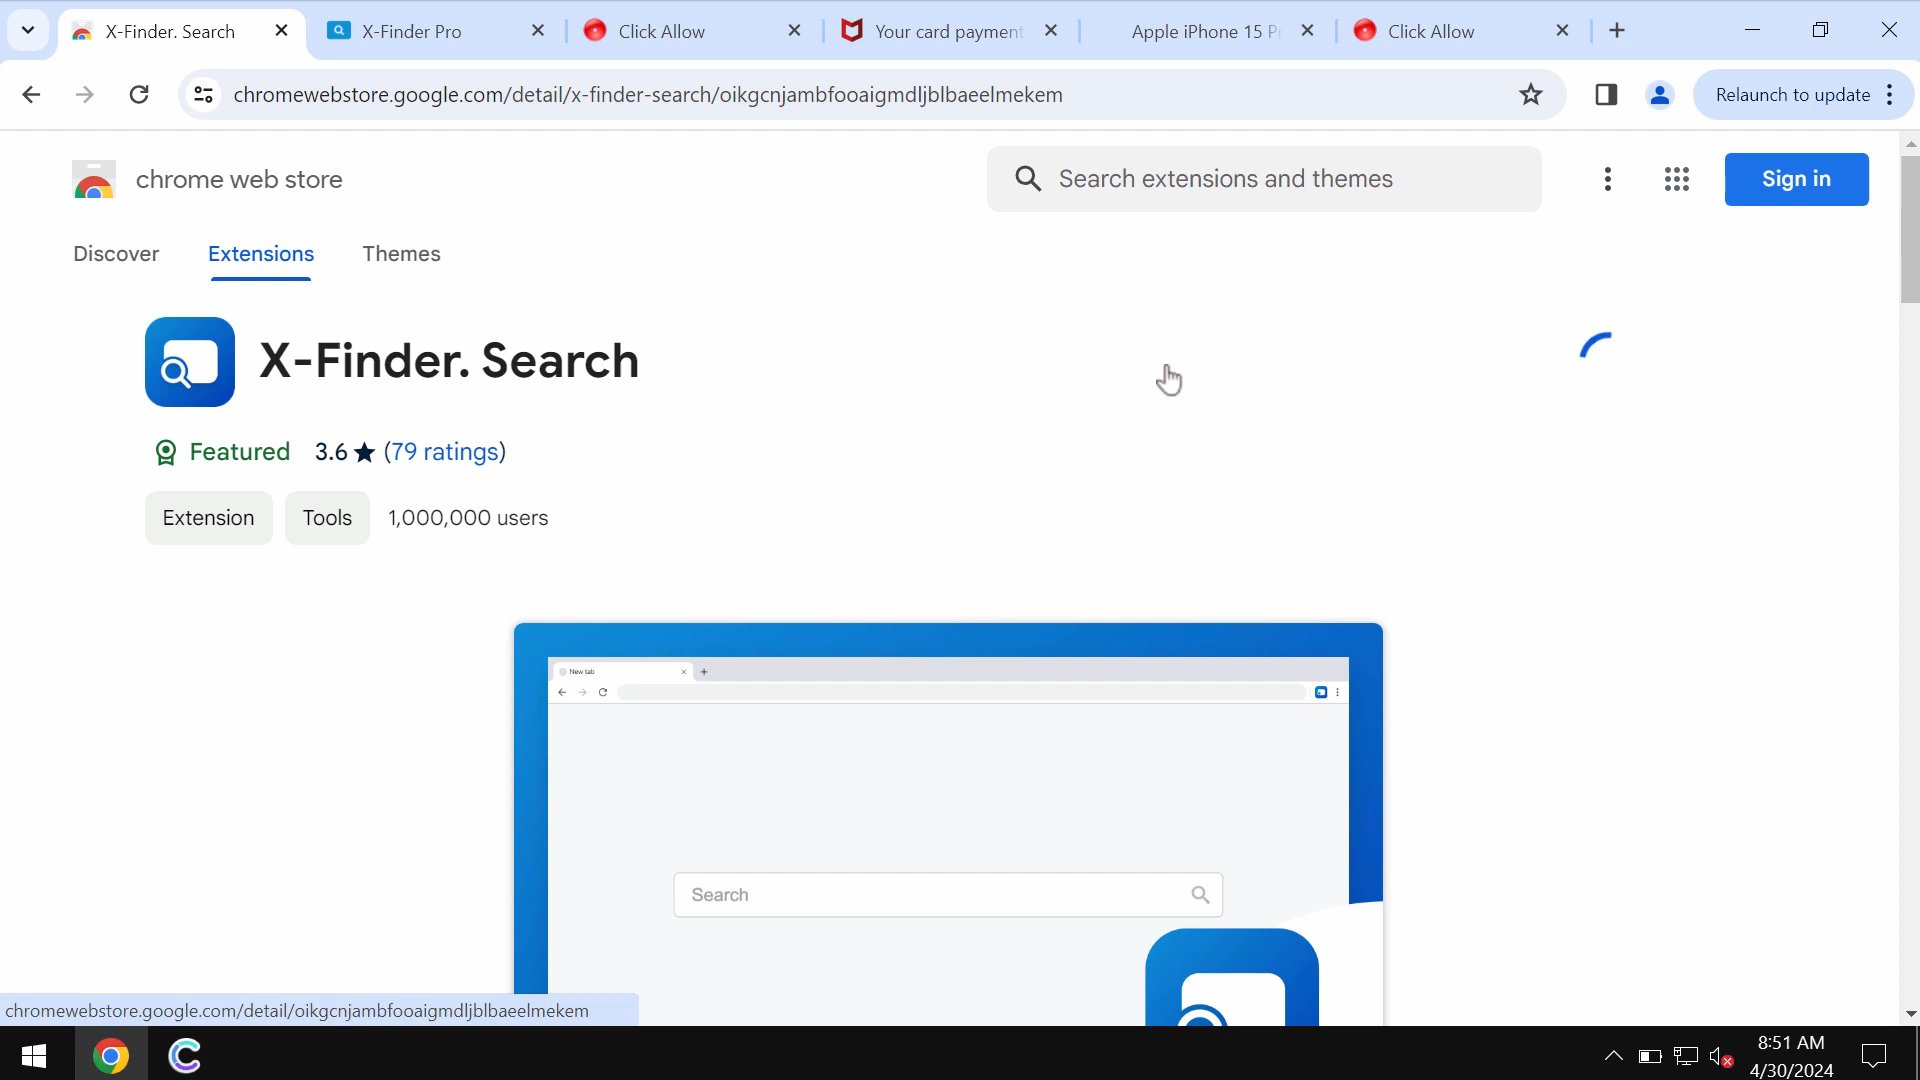 X-Finder. Search
X-Finder Pro
Click Allow
Your card payment
Apple iPhone 15 P
Click Allow
chromewebstore.google.com/detail/x-finder-search/oikgcnjambfooaigmdljblbaeelmekem
Relaunch to update
chrome web store
Search extensions and themes
Sign in
Discover
Extensions
Themes
X-Finder. Search
Featured 3.6 ★ (79 ratings)
Extension
Tools
1,000,000 users
New tab
Search
chromewebstore.google.com/detail/oikgcnjambfooaigmdljblbaeelmekem
8:51 AM
4/30/2024